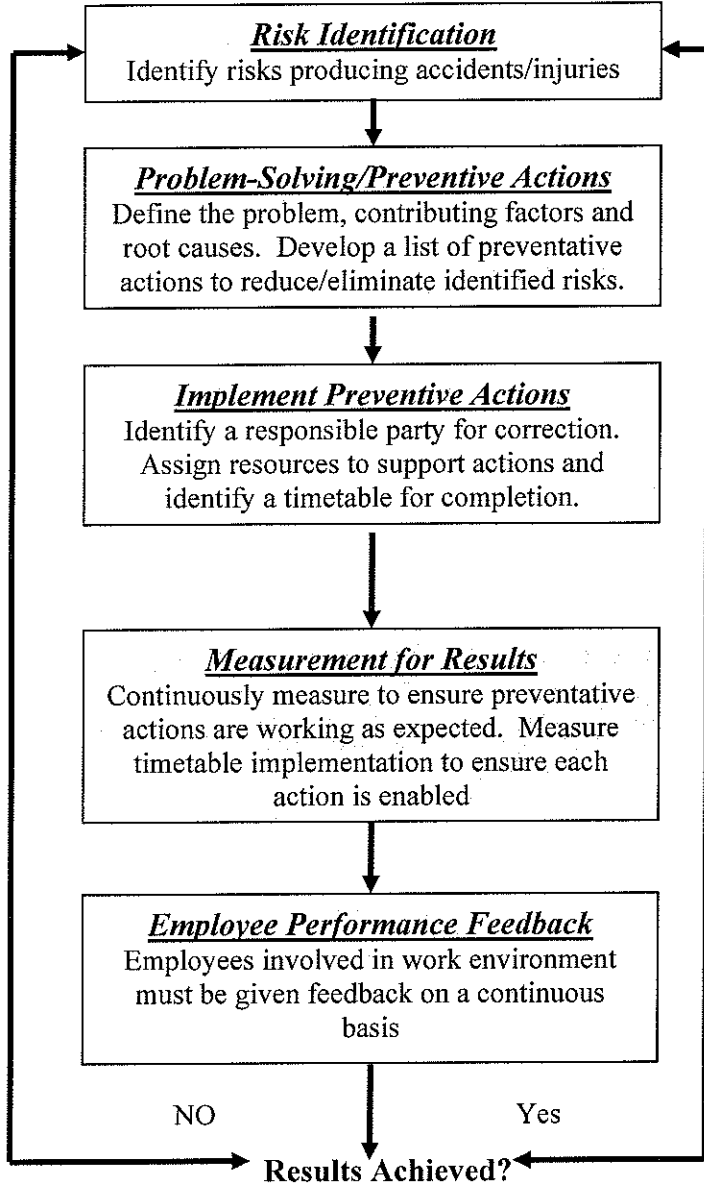 Risk Identification
Identify risks producing accidents/injuries
Problem-Solving/Preventive Actions
Define the problem, contributing factors and
root causes. Develop a list of preventative
actions to reduce/eliminate identified risks.
Implement Preventive Actions
Identify a responsible party for correction.
Assign resources to support actions and
identify a timetable for completion.
Measurement for Results
Continuously measure to ensure preventative
actions are working as expected. Measure
timetable implementation to ensure each
action is enabled
Employee Performance Feedback
Employees involved in work environment
must be given feedback on a continuous
basis
NO Yes
Results Achieved?